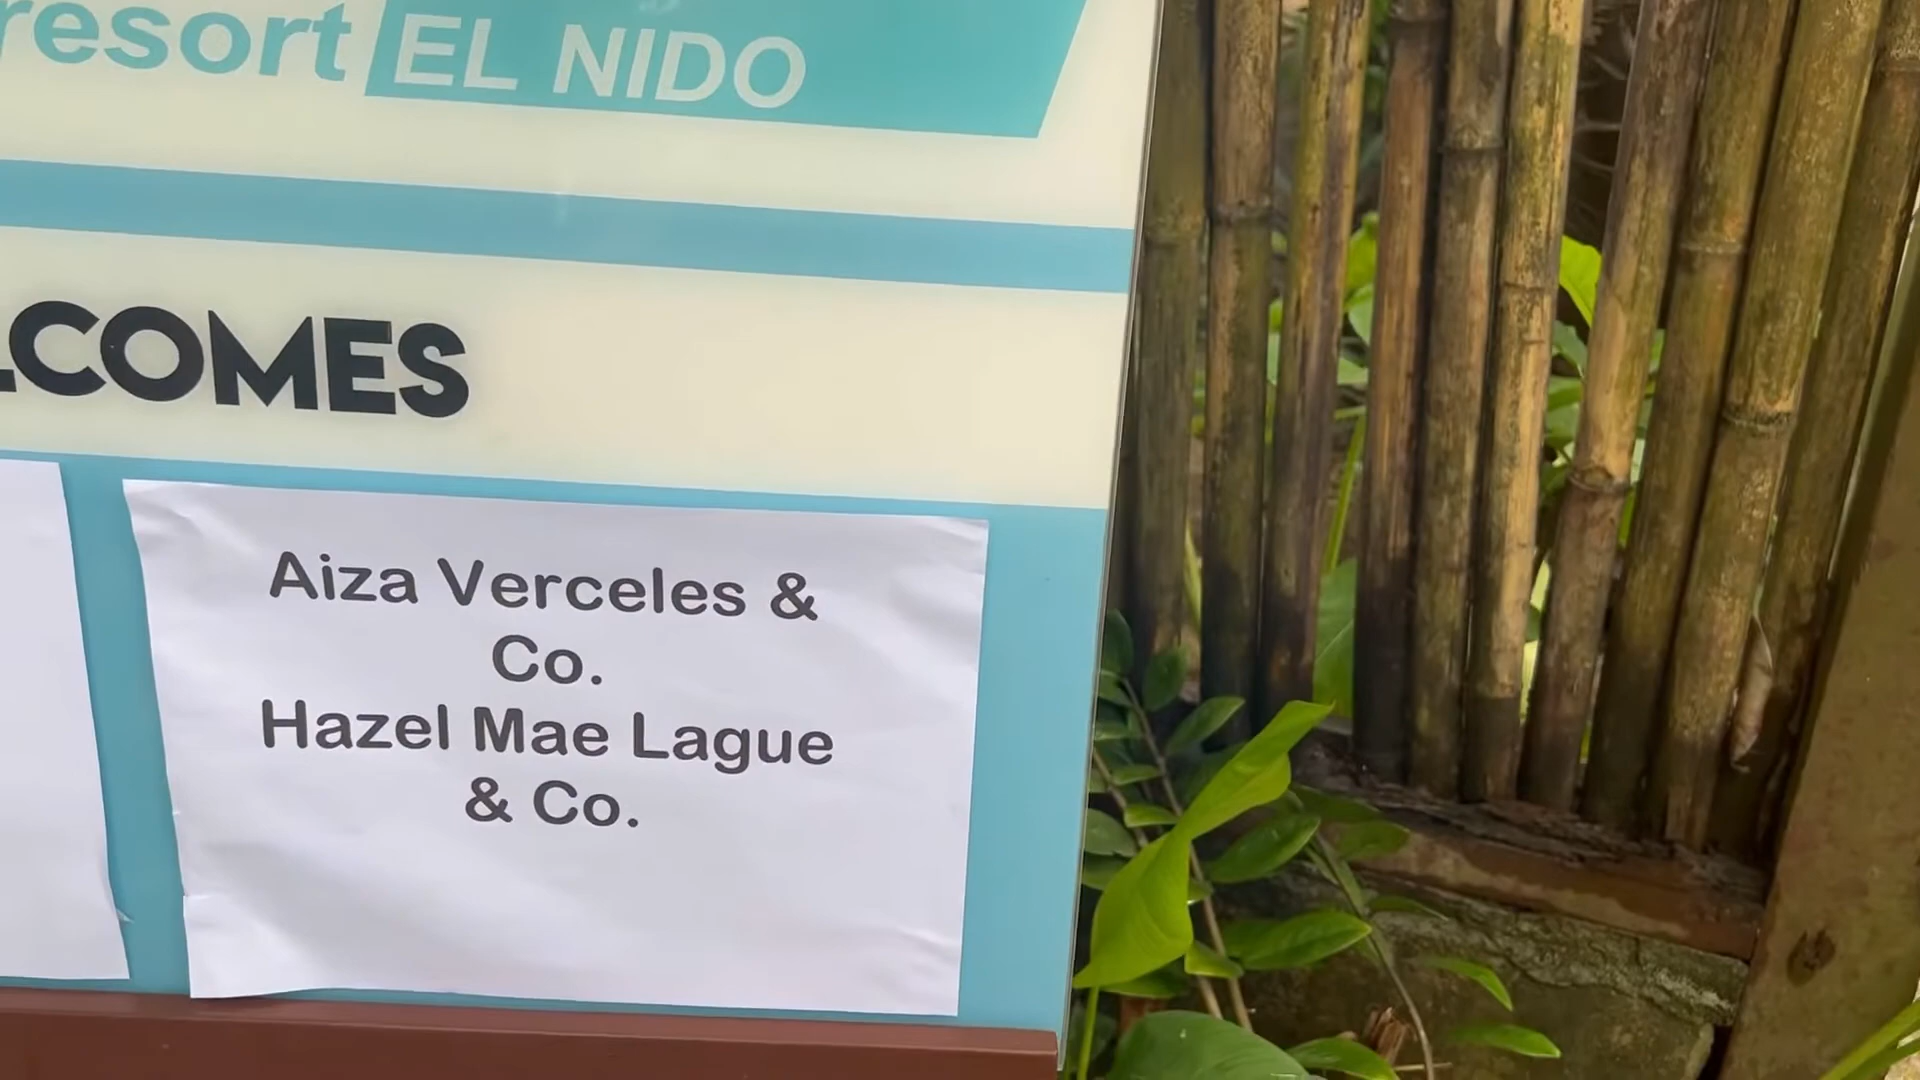 resort EL NIDO
LCOMES
Aiza Verceles &
Co.
Hazel Mae Lague
& Co.